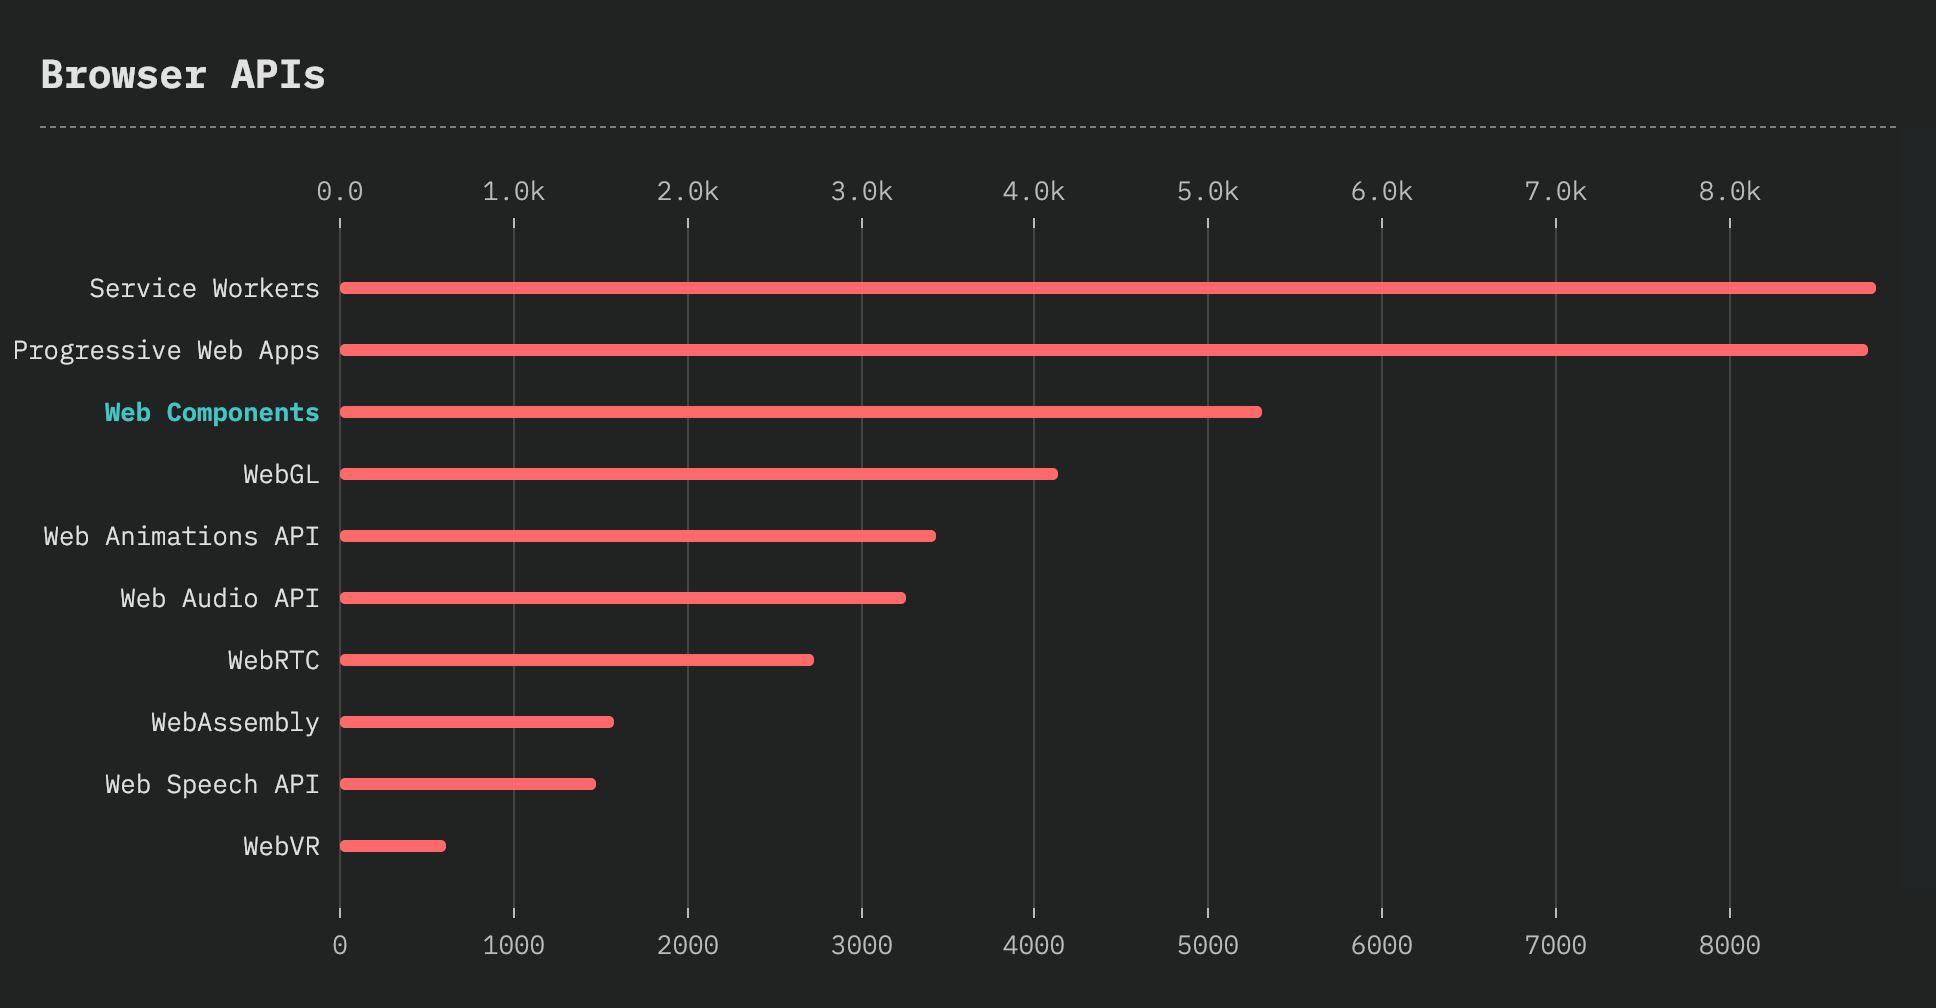 Browser APIs
0.0 1.0k 2.0k 3.0k 4.0k 5.0k 6.0k 7.0k 8.0k
Service Workers
Progressive Web Apps
Web Components
WebGL
Web Animations API
Web Audio API
WebRTC
WebAssembly
Web Speech API
WebVR
0 1000 2000 3000 4000 5000 6000 7000 8000